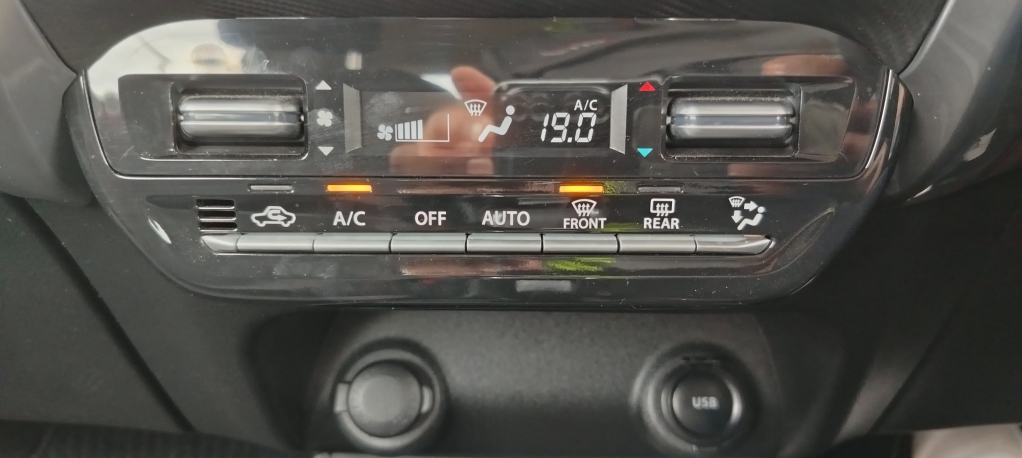 A/C
19.0
A/C OFF AUTO FRONT REAR
USB